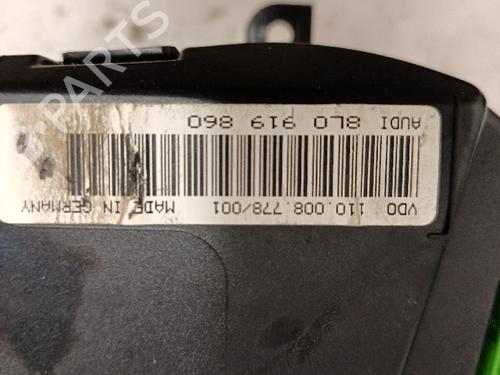 VDO 110.008.778/001 MADE IN GERMANY
AUDI 8L0 919 860
B-PARTS